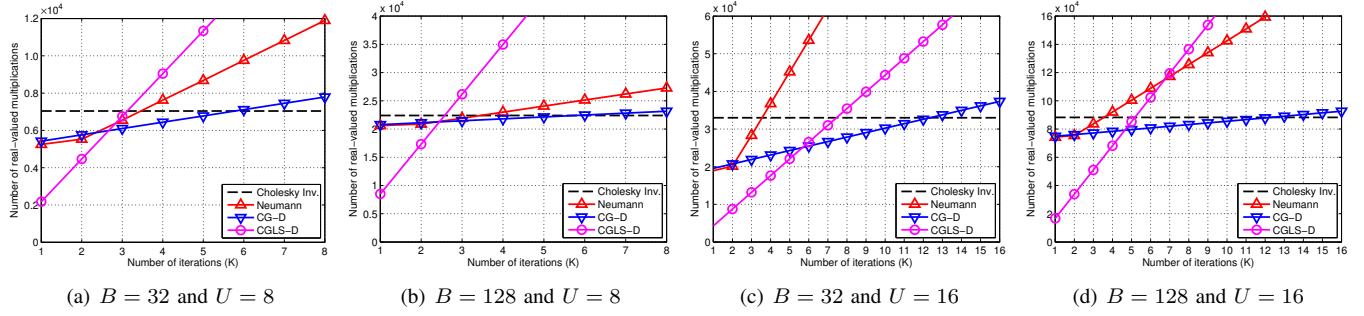 x 10⁴
1.2
1.0
0.8
0.6
0.4
0.2
0
Number of real−valued multiplications
Cholesky Inv.
Neumann
CG−D
CGLS−D
1 2 3 4 5 6 7 8
Number of iterations (K)
(a) B = 32 and U = 8
x 10⁴
4.0
3.5
3.0
2.5
2.0
1.5
1.0
0.5
0
Number of real−valued multiplications
Cholesky Inv.
Neumann
CG−D
CGLS−D
1 2 3 4 5 6 7 8
Number of iterations (K)
(b) B = 128 and U = 8
x 10⁴
6
5
4
3
2
1
0
Number of real−valued multiplications
Cholesky Inv.
Neumann
CG−D
CGLS−D
1 2 3 4 5 6 7 8 9 10 11 12 13 14 15 16
Number of iterations (K)
(c) B = 32 and U = 16
x 10⁴
16
14
12
10
8
6
4
2
0
Number of real−valued multiplications
Cholesky Inv.
Neumann
CG−D
CGLS−D
1 2 3 4 5 6 7 8 9 10 11 12 13 14 15 16
Number of iterations (K)
(d) B = 128 and U = 16